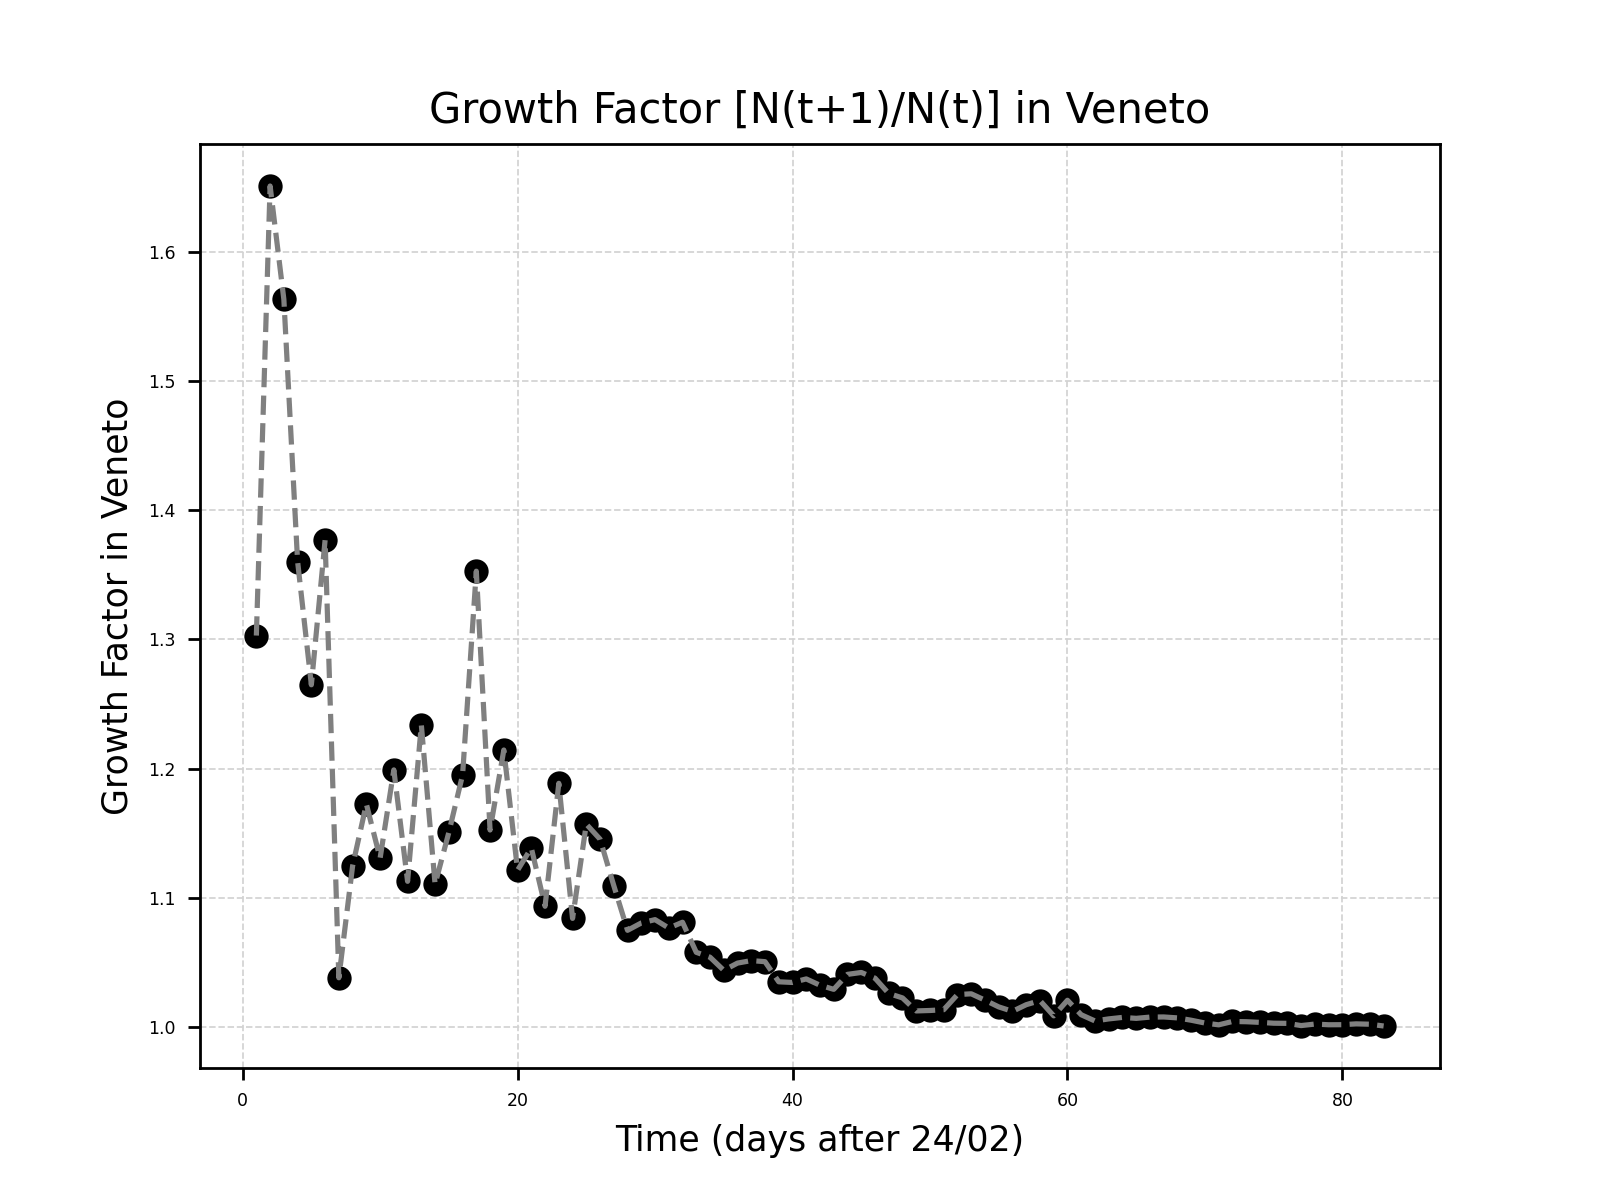 Growth Factor [N(t+1)/N(t)] in Veneto
Growth Factor in Veneto
1.6
1.5
1.4
1.3
1.2
1.1
1.0
0 20 40 60 80
Time (days after 24/02)